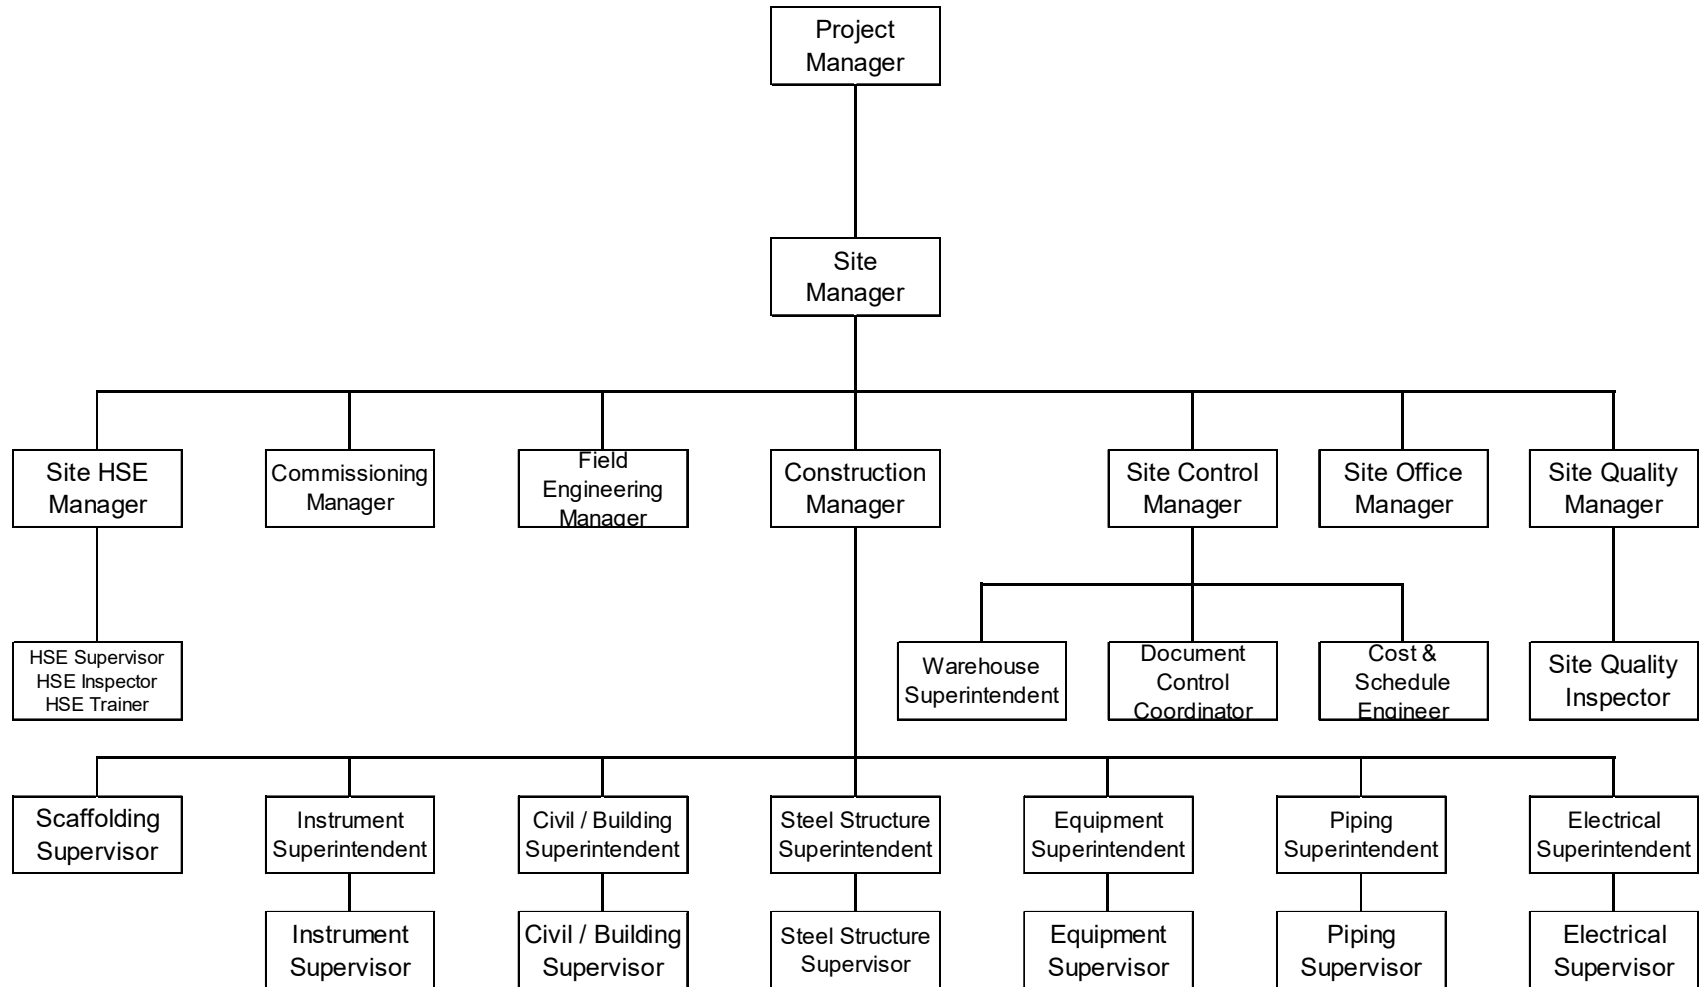 Project
Manager
Site
Manager
Site HSE
Manager
Commissioning
Manager
Field
Engineering
Manager
Construction
Manager
Site Control
Manager
Site Office
Manager
Site Quality
Manager
HSE Supervisor
HSE Inspector
HSE Trainer
Warehouse
Superintendent
Document
Control
Coordinator
Cost &
Schedule
Engineer
Site Quality
Inspector
Scaffolding
Supervisor
Instrument
Superintendent
Civil / Building
Superintendent
Steel Structure
Superintendent
Equipment
Superintendent
Piping
Superintendent
Electrical
Superintendent
Instrument
Supervisor
Civil / Building
Supervisor
Steel Structure
Supervisor
Equipment
Supervisor
Piping
Supervisor
Electrical
Supervisor